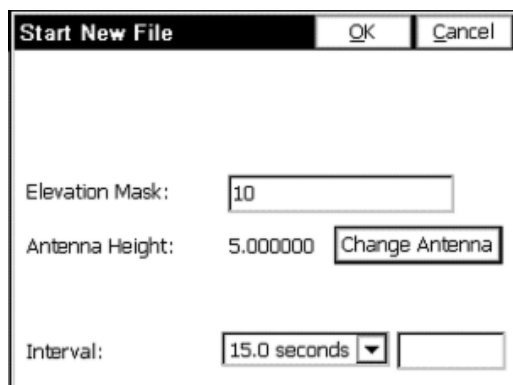 Start New File OK Cancel
Elevation Mask: 10
Antenna Height: 5.000000 Change Antenna
Interval: 15.0 seconds